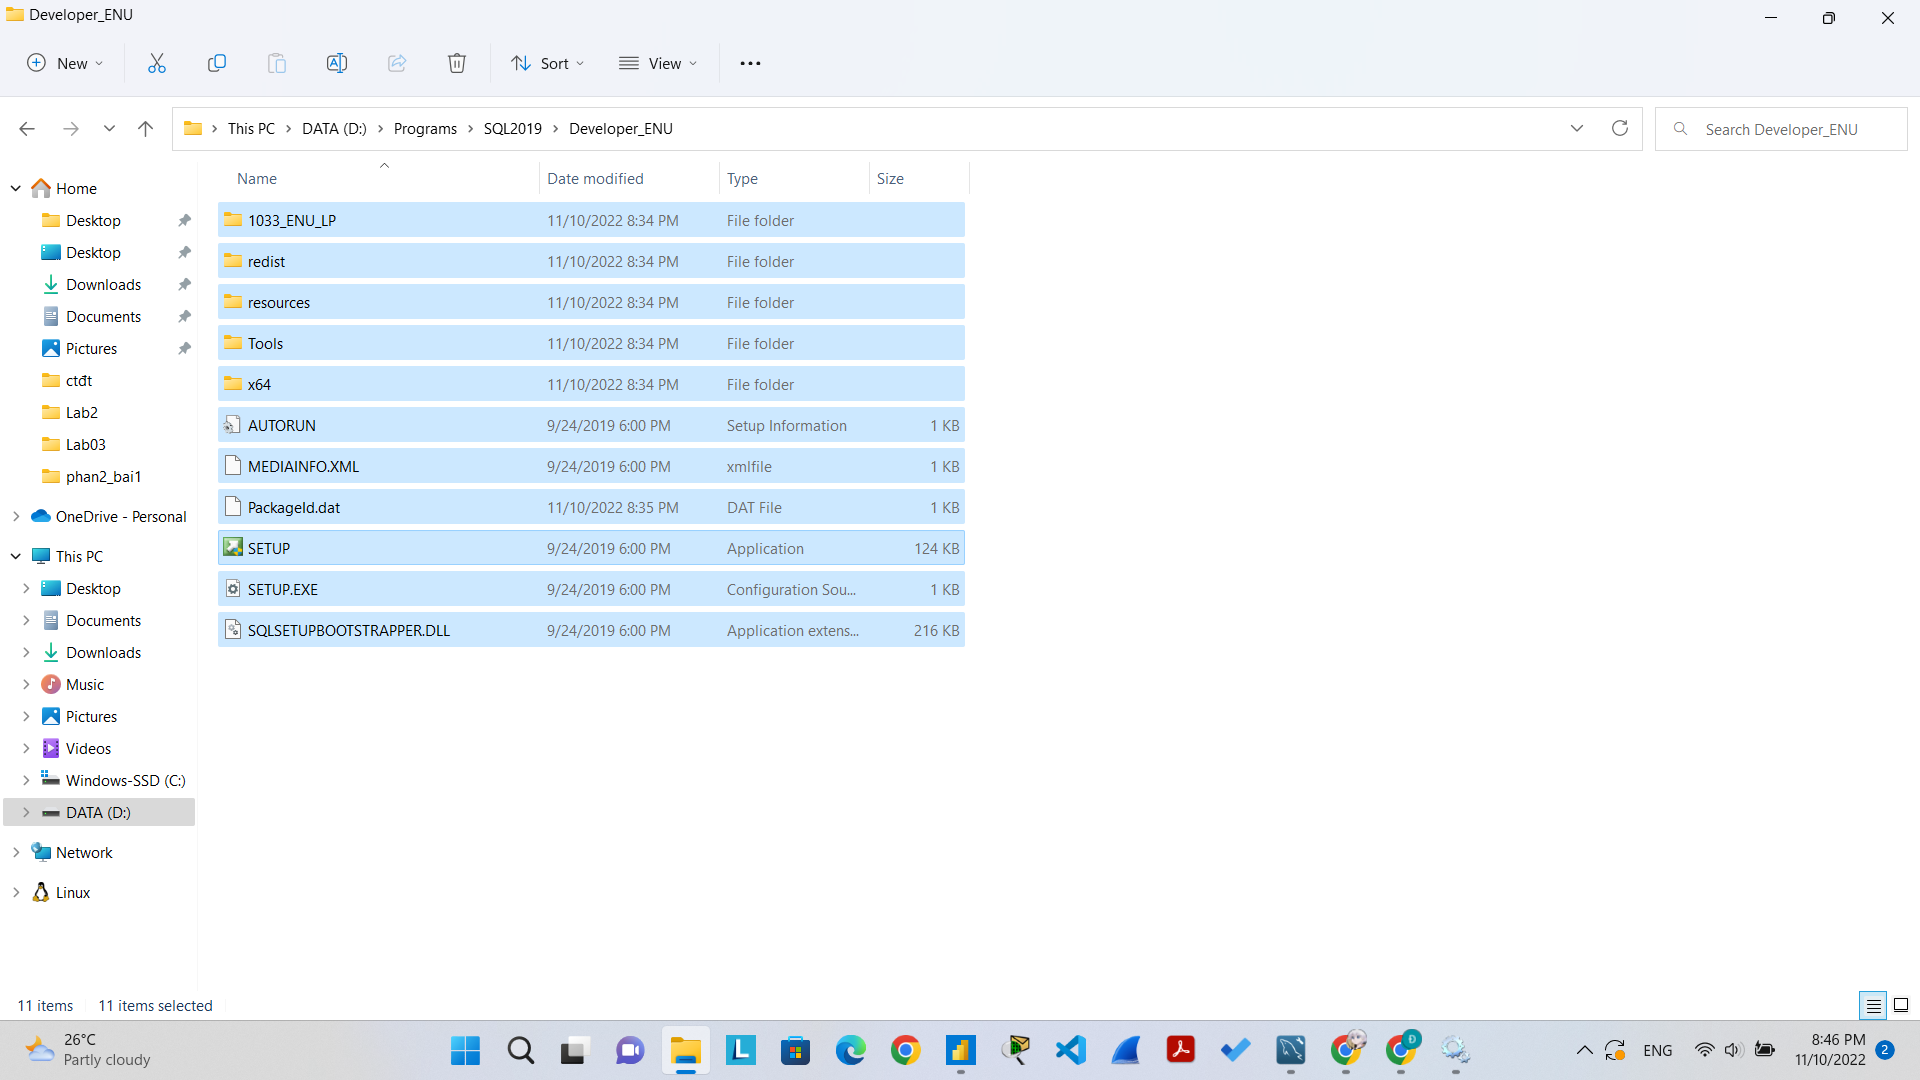 Developer_ENU
New
Sort
View
This PC > DATA (D:) > Programs > SQL2019 > Developer_ENU
Search Developer_ENU
Home
Desktop
Desktop
Downloads
Documents
Pictures
ctđt
Lab2
Lab03
phan2_bai1
OneDrive - Personal
This PC
Desktop
Documents
Downloads
Music
Pictures
Videos
Windows-SSD (C:)
DATA (D:)
Network
Linux
Name Date modified Type Size
1033_ENU_LP 11/10/2022 8:34 PM File folder
redist 11/10/2022 8:34 PM File folder
resources 11/10/2022 8:34 PM File folder
Tools 11/10/2022 8:34 PM File folder
x64 11/10/2022 8:34 PM File folder
AUTORUN 9/24/2019 6:00 PM Setup Information 1 KB
MEDIAINFO.XML 9/24/2019 6:00 PM xmlfile 1 KB
PackageId.dat 11/10/2022 8:35 PM DAT File 1 KB
SETUP 9/24/2019 6:00 PM Application 124 KB
SETUP.EXE 9/24/2019 6:00 PM Configuration Sou... 1 KB
SQLSETUPBOOTSTRAPPER.DLL 9/24/2019 6:00 PM Application extens... 216 KB
11 items 11 items selected
26°C
Partly cloudy
L
Đ
ENG
8:46 PM
11/10/2022
2